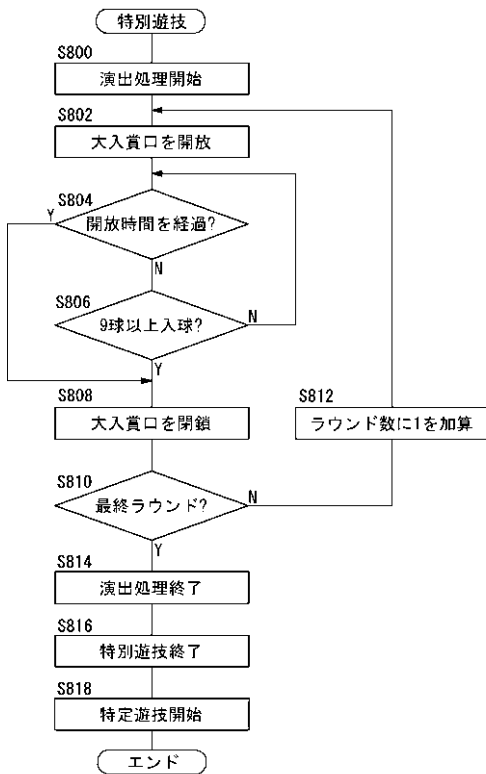 特別遊技
S800
演出処理開始
S802
大入賞口を開放
S804
Y
開放時間を経過?
N
S806
9球以上入球?
N
Y
S808
大入賞口を閉鎖
S812
ラウンド数に1を加算
S810
最終ラウンド?
N
Y
S814
演出処理終了
S816
特別遊技終了
S818
特定遊技開始
エンド